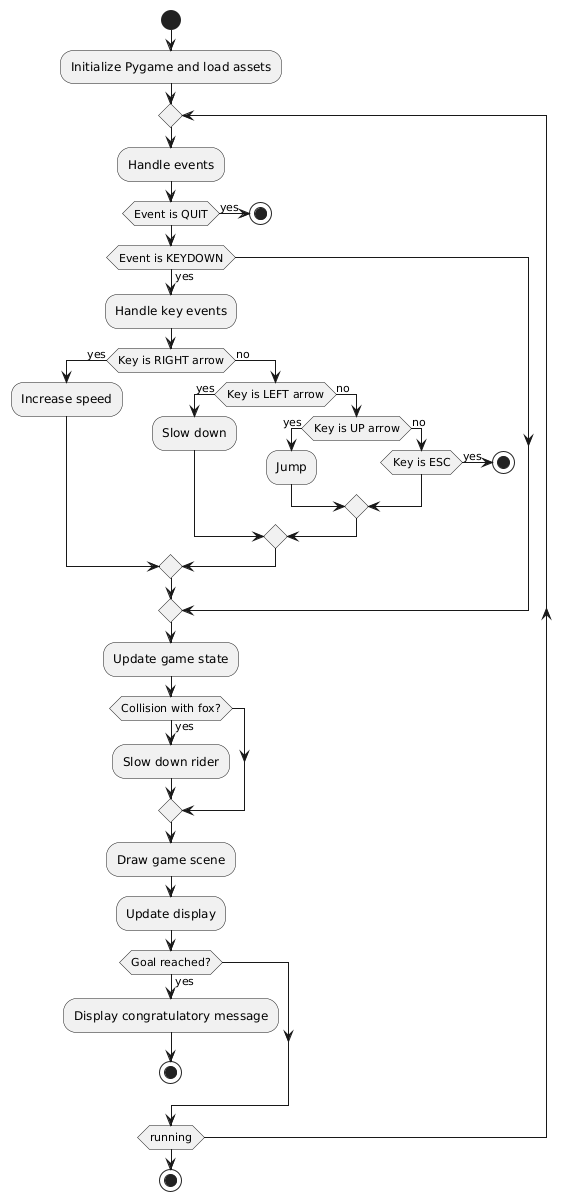 Initialize Pygame and load assets
Handle events
Event is QUIT
yes
Event is KEYDOWN
yes
Handle key events
yes
Key is RIGHT arrow
no
Increase speed
yes
Key is LEFT arrow
no
Slow down
yes
Key is UP arrow
no
Jump
Key is ESC
yes
Update game state
Collision with fox?
yes
Slow down rider
Draw game scene
Update display
Goal reached?
yes
Display congratulatory message
running